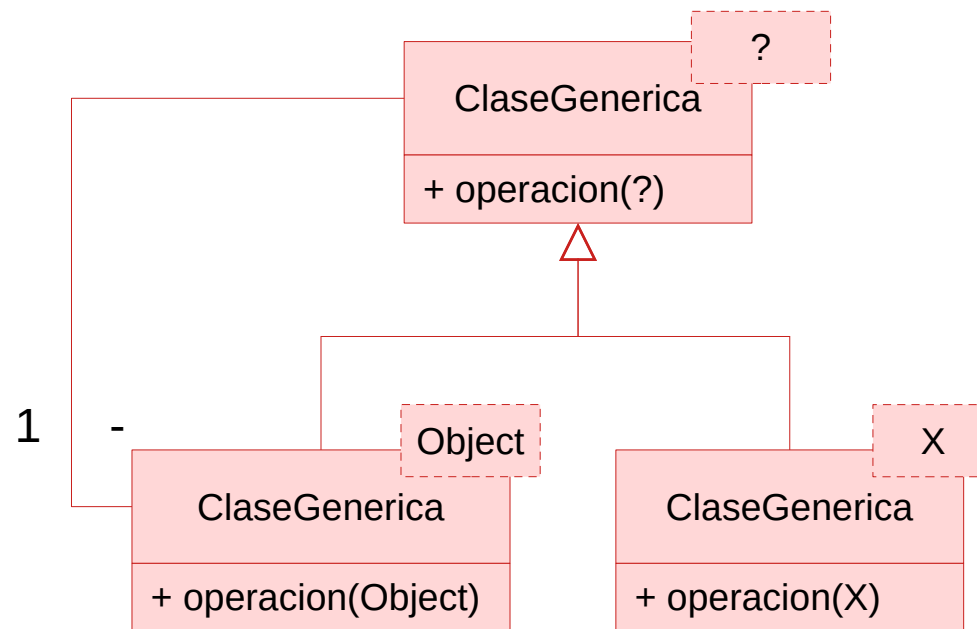 ?
ClaseGenerica
+ operacion(?)
1 -
Object
X
ClaseGenerica
ClaseGenerica
+ operacion(Object)
+ operacion(X)